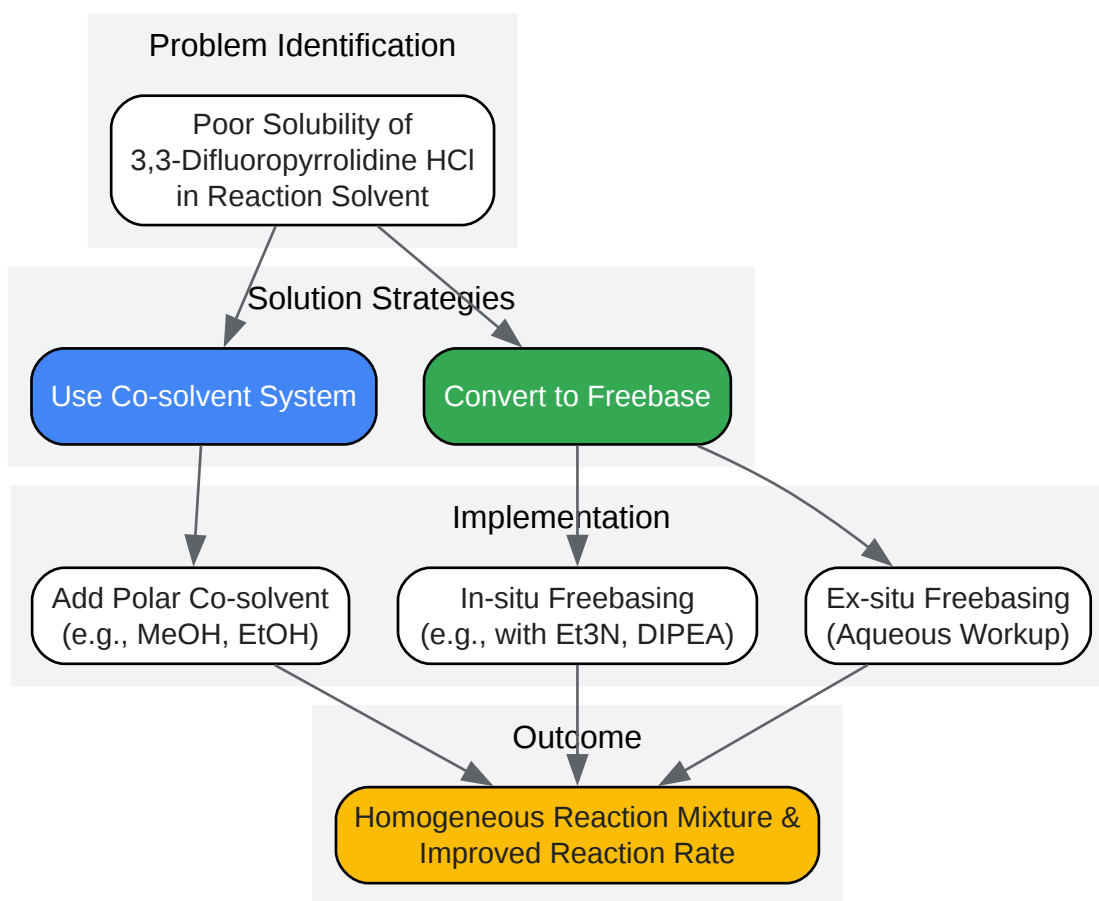 Problem Identification
Poor Solubility of
3,3-Difluoropyrrolidine HCl
in Reaction Solvent
Solution Strategies
Use Co-solvent System
Convert to Freebase
Implementation
Add Polar Co-solvent
(e.g., MeOH, EtOH)
In-situ Freebasing
(e.g., with Et3N, DIPEA)
Ex-situ Freebasing
(Aqueous Workup)
Outcome
Homogeneous Reaction Mixture &
Improved Reaction Rate